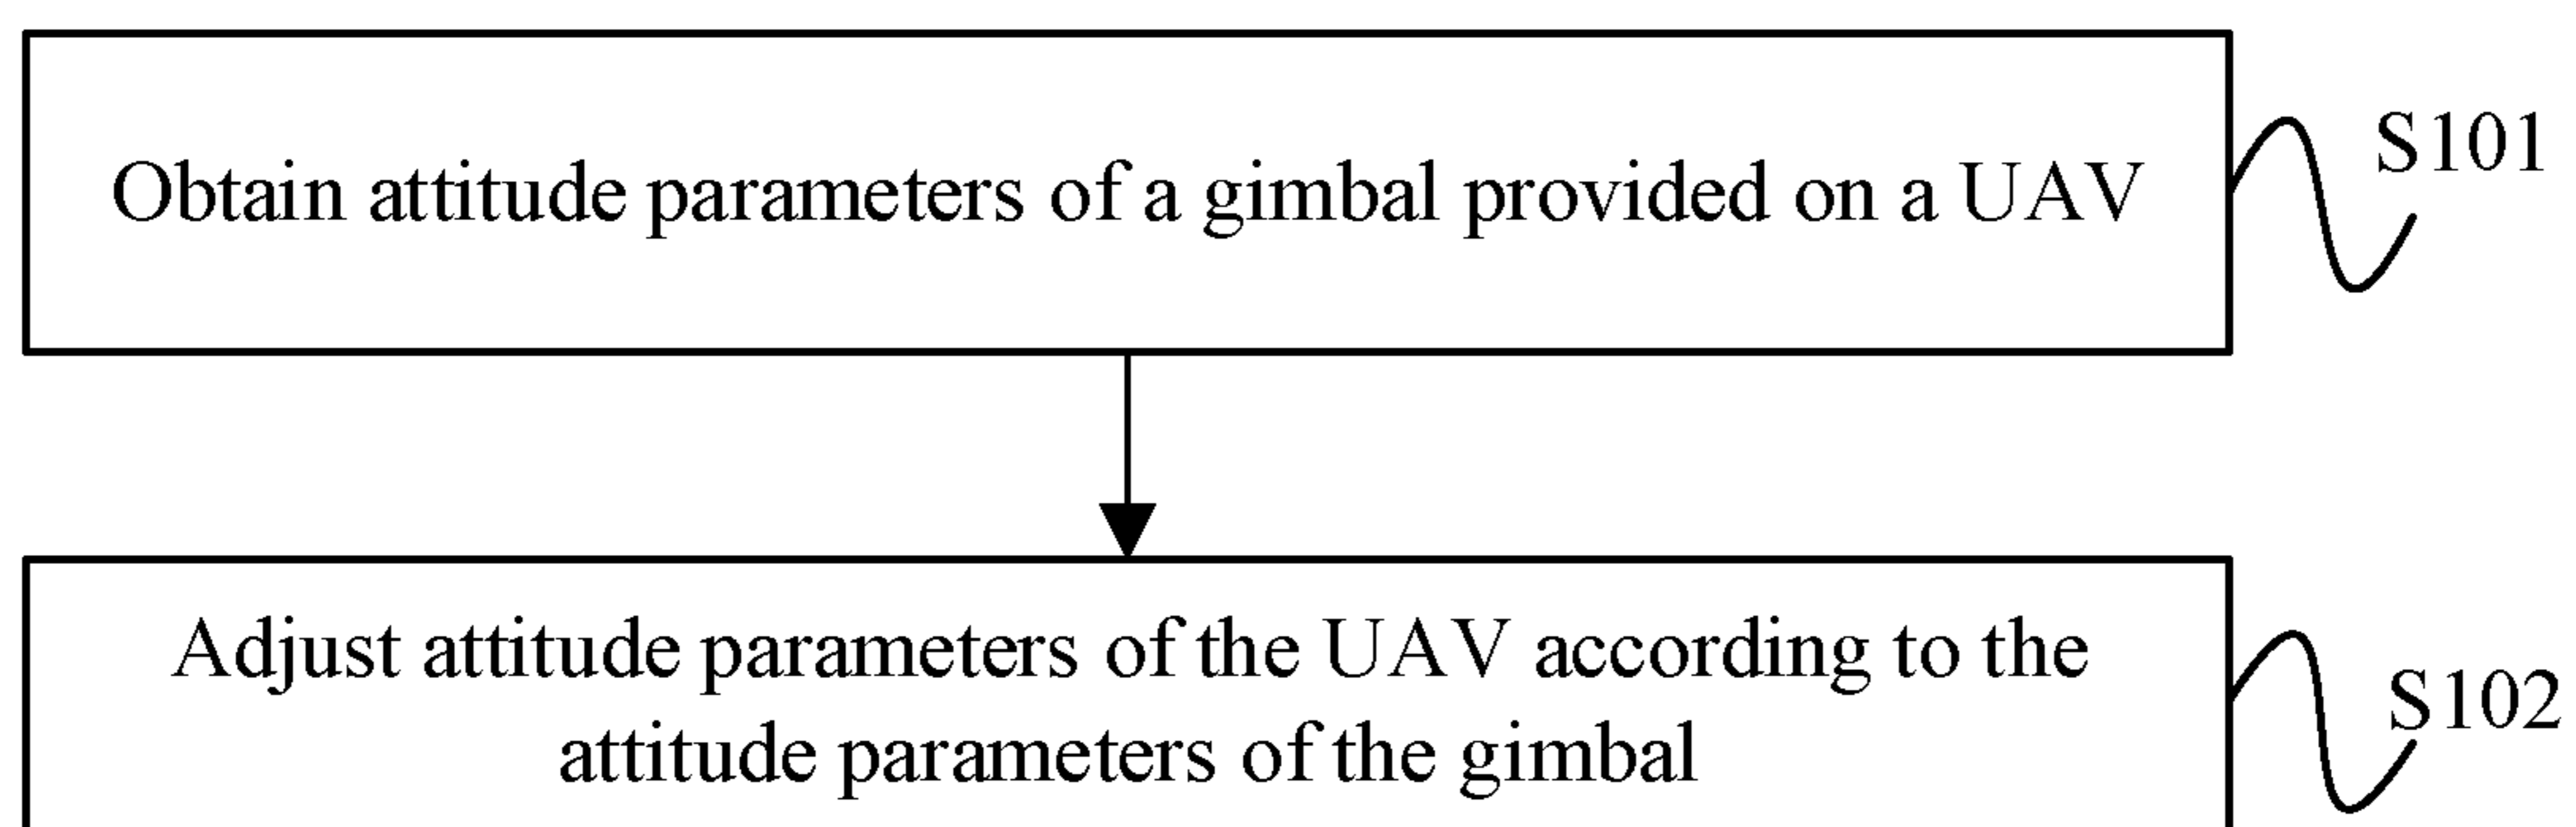 Obtain attitude parameters of a gimbal provided on a UAV
S101
Adjust attitude parameters of the UAV according to the
attitude parameters of the gimbal
S102